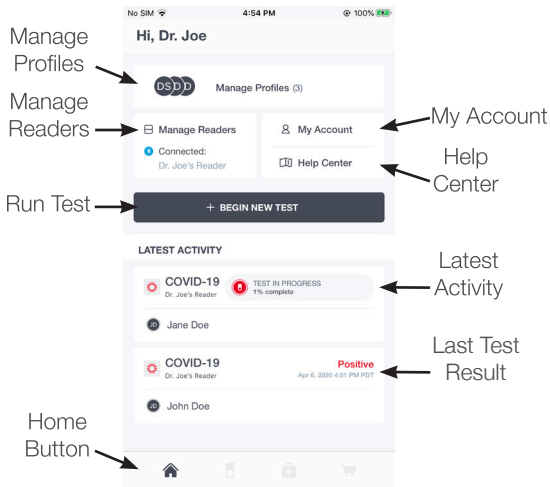 No SIM 4:54 PM 100%
Hi, Dr. Joe
Manage
Profiles
DS D D
Manage Profiles (3)
Manage
Readers
Manage Readers
Connected:
Dr. Joe's Reader
My Account
Help Center
My Account
Help
Center
Run Test
+ BEGIN NEW TEST
LATEST ACTIVITY
COVID-19
Dr. Joe's Reader
TEST IN PROGRESS
1% complete
JD Jane Doe
Latest
Activity
COVID-19
Dr. Joe's Reader
Positive
Apr 6, 2020 4:51 PM PDT
JD John Doe
Last Test
Result
Home
Button